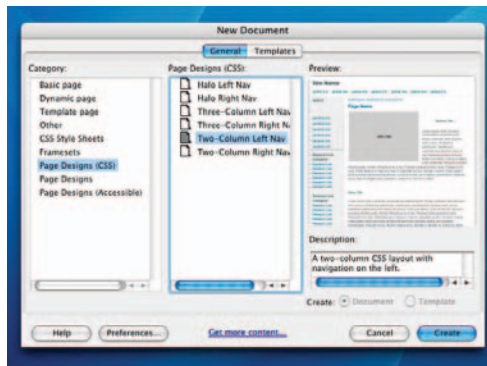 New Document
General
Templates
Category:
Page Designs (CSS):
Preview:
Basic page
Dynamic page
Template page
Other
CSS Style Sheets
Framesets
Page Designs (CSS)
Page Designs
Page Designs (Accessible)
Halo Left Nav
Halo Right Nav
Three-Column Left Nav
Three-Column Right Na
Two-Column Left Nav
Two-Column Right Nav
Description:
A two-column CSS layout with
navigation on the left.
Create:
Document
Template
Help
Preferences...
Get more content...
Cancel
Create